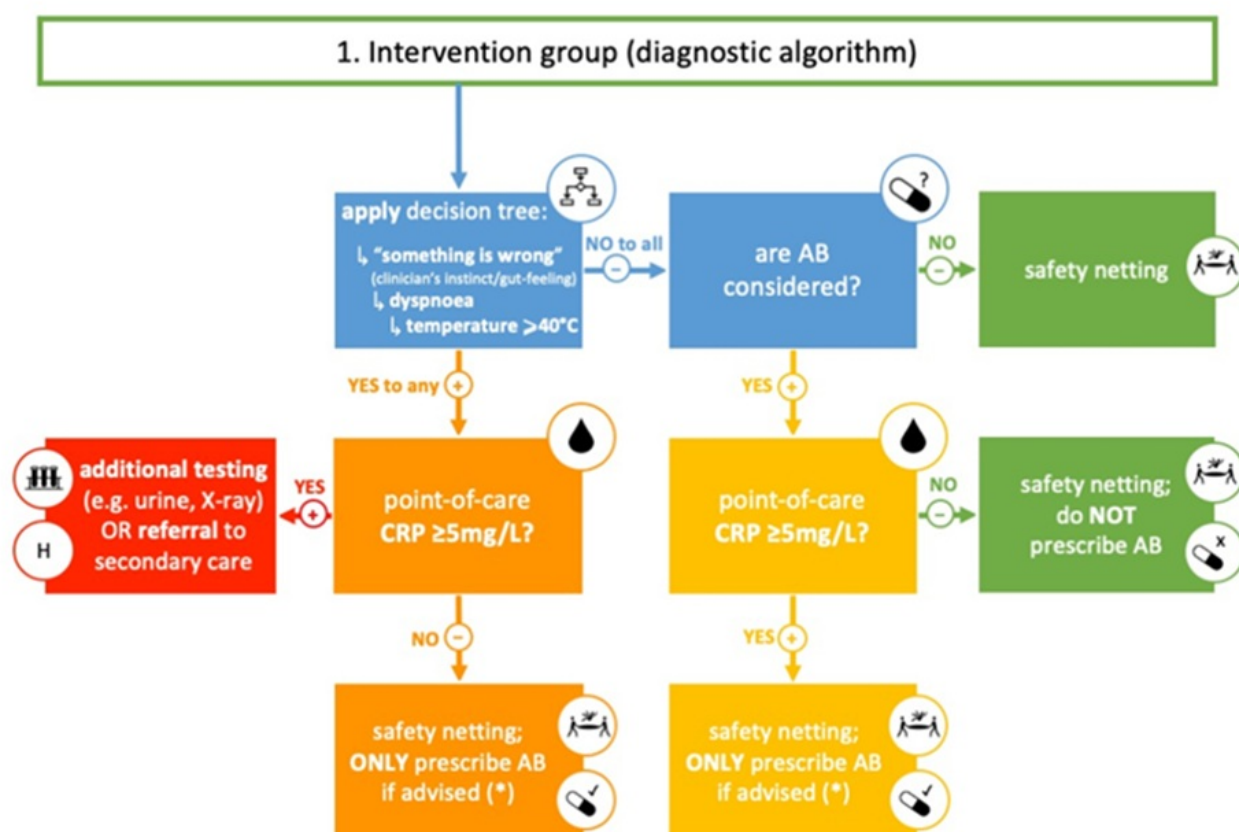 1. Intervention group (diagnostic algorithm)
apply decision tree:
↳ “something is wrong”
(clinician's instinct/gut-feeling)
↳ dyspnoea
↳ temperature ⩾40°C
NO to all
−
?
are AB
considered?
NO
−
safety netting
YES to any
+
YES
+
additional testing
(e.g. urine, X-ray)
OR referral to
secondary care
H
YES
+
point-of-care
CRP ≥5mg/L?
point-of-care
CRP ≥5mg/L?
NO
−
safety netting;
do NOT
prescribe AB
X
NO
−
YES
+
safety netting;
ONLY prescribe AB
if advised (*)
safety netting;
ONLY prescribe AB
if advised (*)